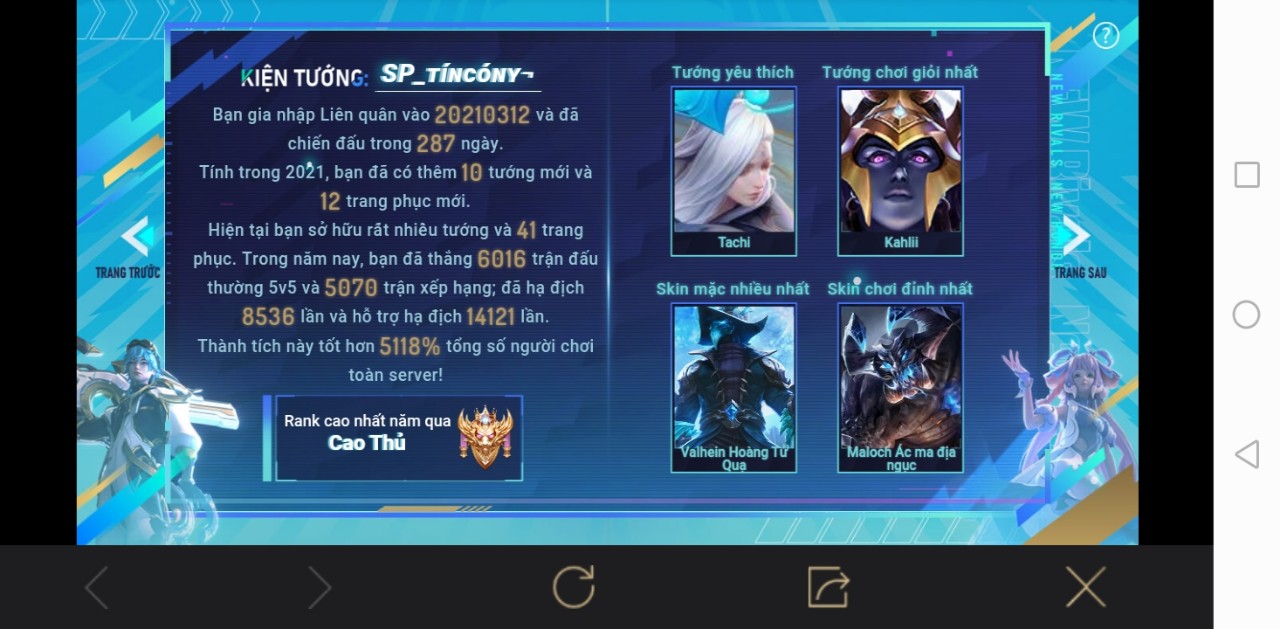 KIỆN TƯỚNG: SP_TÍNCÓNY¬
Bạn gia nhập Liên quân vào 20210312 và đã
chiến đấu trong 287 ngày.
Tính trong 2021, bạn đã có thêm 10 tướng mới và
12 trang phục mới.
Hiện tại bạn sở hữu rất nhiều tướng và 41 trang
phục. Trong năm nay, bạn đã thắng 6016 trận đấu
thường 5v5 và 5070 trận xếp hạng; đã hạ địch
8536 lần và hỗ trợ hạ địch 14121 lần.
Thành tích này tốt hơn 5118% tổng số người chơi
toàn server!
Rank cao nhất năm qua
Cao Thủ
Tướng yêu thích
Tachi
Tướng chơi giỏi nhất
Kahlii
Skin mặc nhiều nhất
Valhein Hoàng Tử
Quạ
Skin chơi đỉnh nhất
Maloch Ác ma địa
ngục
TRANG TRƯỚC
TRANG SAU
?